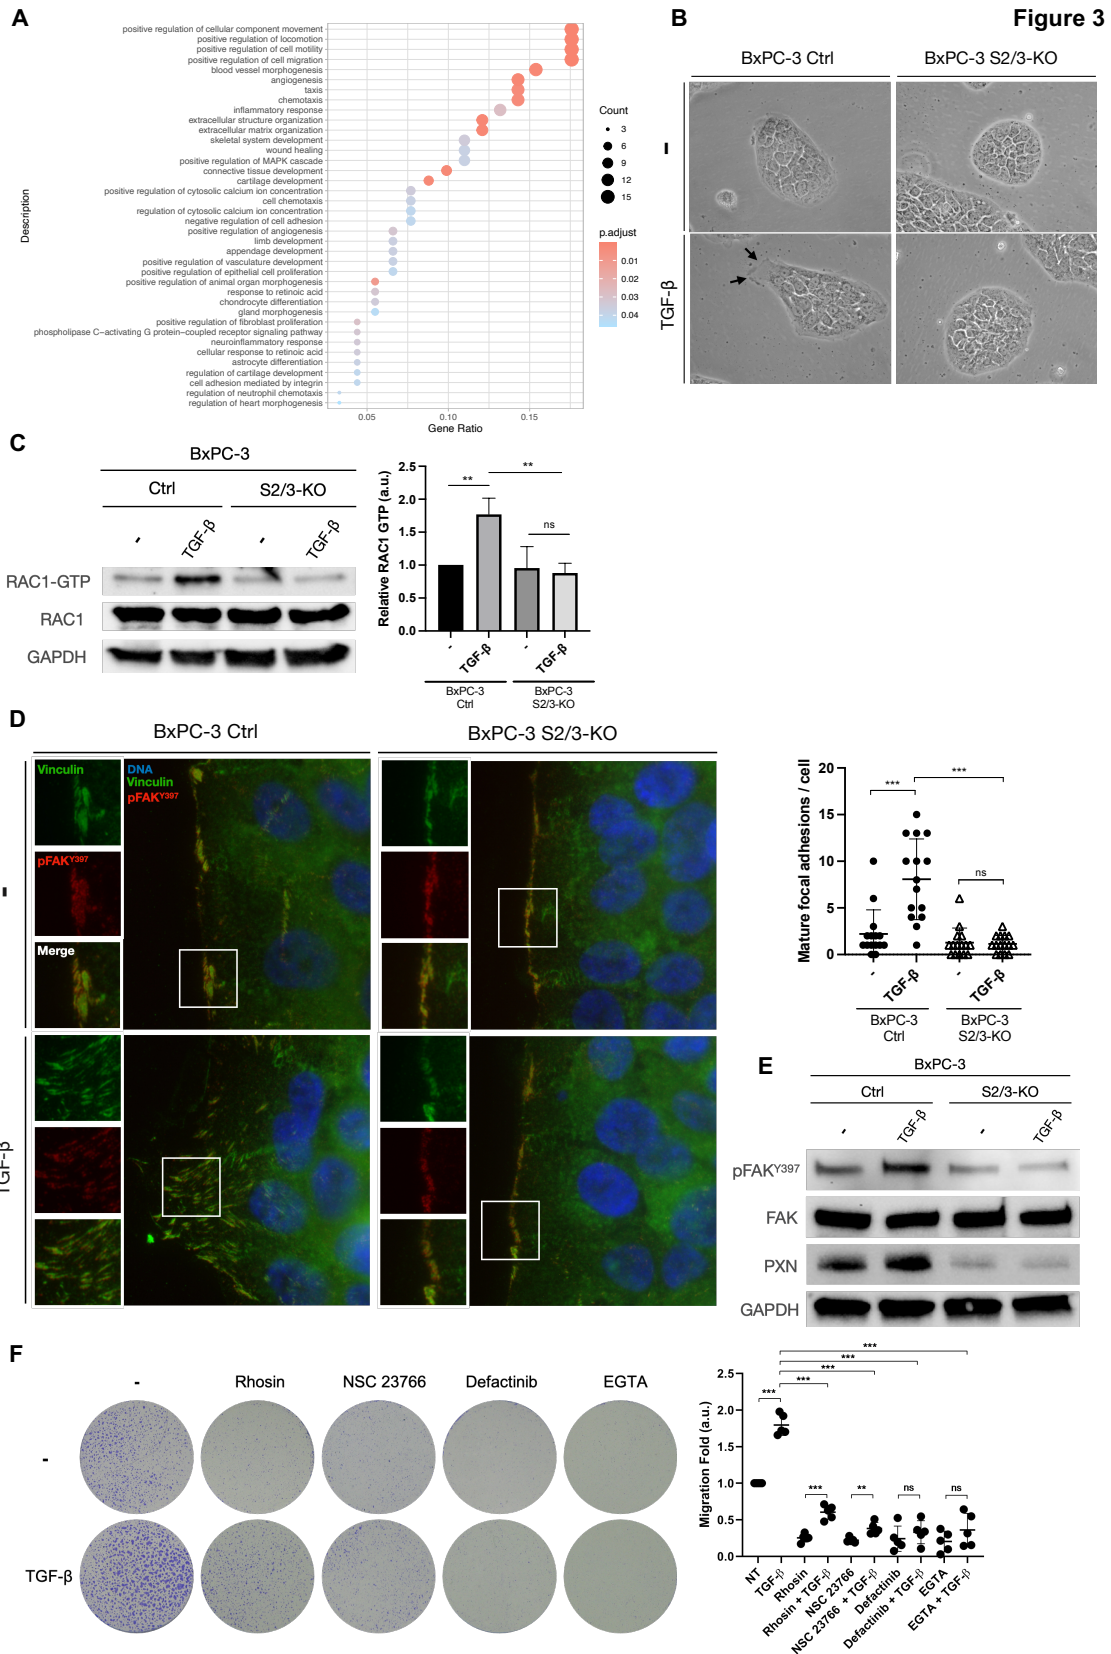 A
B
Figure 3
positive regulation of cellular component movement
positive regulation of locomotion
positive regulation of cell motility
positive regulation of cell migration
blood vessel morphogenesis
angiogenesis
taxis
chemotaxis
inflammatory response
extracellular structure organization
extracellular matrix organization
skeletal system development
wound healing
positive regulation of MAPK cascade
connective tissue development
cartilage development
positive regulation of cytosolic calcium ion concentration
cell chemotaxis
regulation of cytosolic calcium ion concentration
negative regulation of cell adhesion
positive regulation of angiogenesis
limb development
appendage development
positive regulation of vasculature development
positive regulation of epithelial cell proliferation
positive regulation of animal organ morphogenesis
response to retinoic acid
chondrocyte differentiation
gland morphogenesis
positive regulation of fibroblast proliferation
phospholipase C−activating G protein−coupled receptor signaling pathway
neuroinflammatory response
cellular response to retinoic acid
astrocyte differentiation
regulation of cartilage development
cell adhesion mediated by integrin
regulation of neutrophil chemotaxis
regulation of heart morphogenesis
Description
0.05 0.10 0.15
Gene Ratio
Count
3
6
9
12
15
p.adjust
0.01
0.02
0.03
0.04
BxPC-3 Ctrl BxPC-3 S2/3-KO
-
TGF-β
C
BxPC-3
Ctrl S2/3-KO
- TGF-β - TGF-β
RAC1-GTP
RAC1
GAPDH
Relative RAC1 GTP (a.u.)
2.5
2.0
1.5
1.0
0.5
0.0
** **
ns
- TGF-β - TGF-β
BxPC-3 BxPC-3
Ctrl S2/3-KO
D
BxPC-3 Ctrl BxPC-3 S2/3-KO
Vinculin
pFAKY397
Merge
DNA
Vinculin
pFAKY397
-
TGF-β
Mature focal adhesions / cell
20
15
10
5
0
*** ***
ns
- TGF-β - TGF-β
BxPC-3 BxPC-3
Ctrl S2/3-KO
E
BxPC-3
Ctrl S2/3-KO
- TGF-β - TGF-β
pFAKY397
FAK
PXN
GAPDH
F
- Rhosin NSC 23766 Defactinib EGTA
-
TGF-β
Migration Fold (a.u.)
2.5
2.0
1.5
1.0
0.5
0.0
***
***
***
***
***
*** ** ns ns
NT
TGF-β
Rhosin
Rhosin + TGF-β
NSC 23766
NSC 23766 + TGF-β
Defactinib
Defactinib + TGF-β
EGTA
EGTA + TGF-β